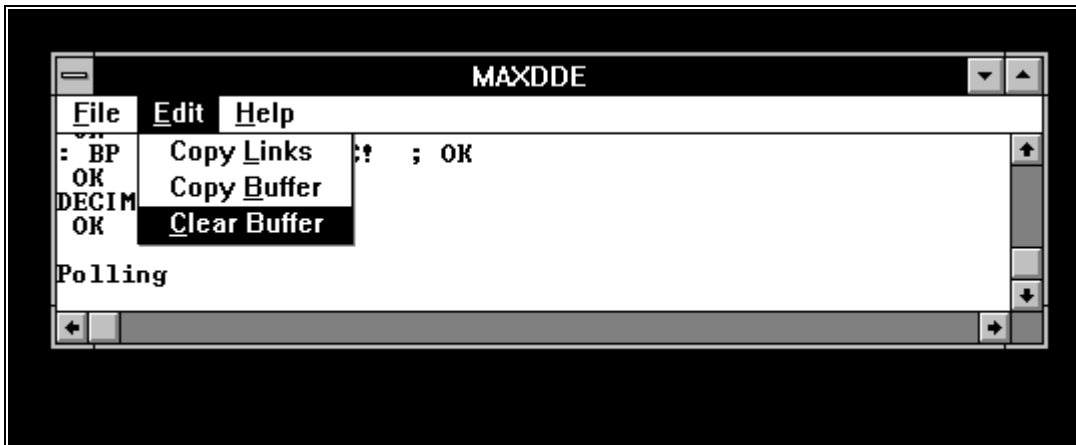 MAXDDE
File Edit Help
Copy Links
Copy Buffer
Clear Buffer
: BP ; OK
OK
DECIM
OK
Polling